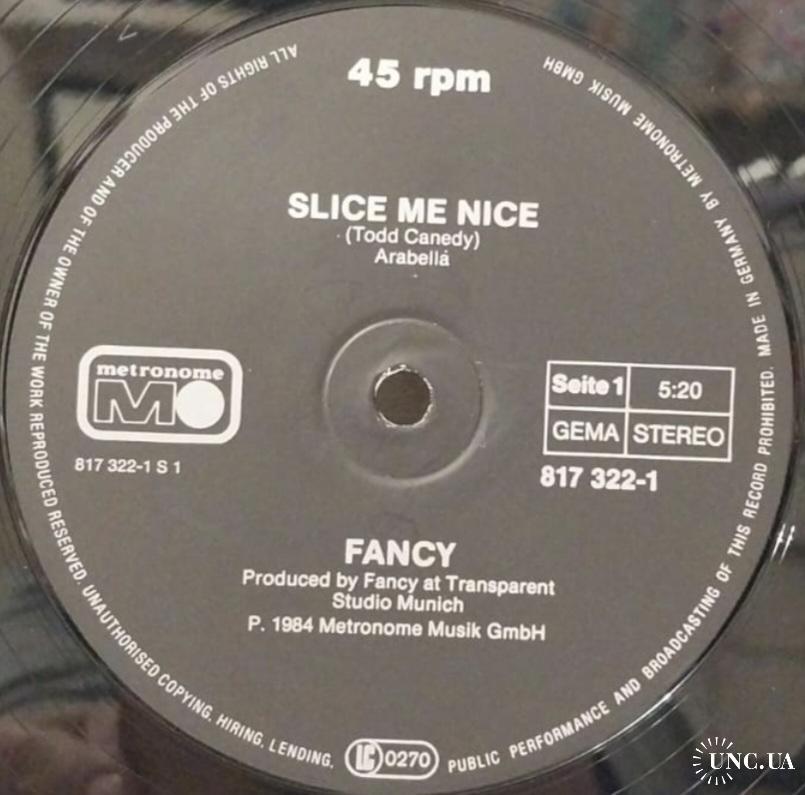 45 rpm
SLICE ME NICE
(Todd Canedy)
Arabella
metronome
MO
817 322-1 S 1
Seite 1
5:20
GEMA
STEREO
817 322-1
FANCY
Produced by Fancy at Transparent
Studio Munich
P. 1984 Metronome Musik GmbH
ALL RIGHTS OF THE PRODUCER AND OF THE OWNER OF THE WORK REPRODUCED RESERVED. UNAUTHORISED COPYING, HIRING, LENDING, LC 0270 PUBLIC PERFORMANCE AND BROADCASTING OF THIS RECORD PROHIBITED. MADE IN GERMANY BY METRONOME MUSIK GMBH
UNC.UA